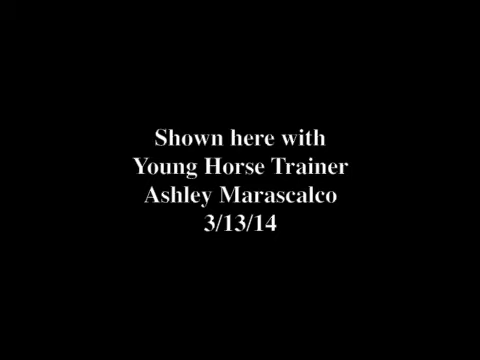 Shown here with
Young Horse Trainer
Ashley Marascalco
3/13/14